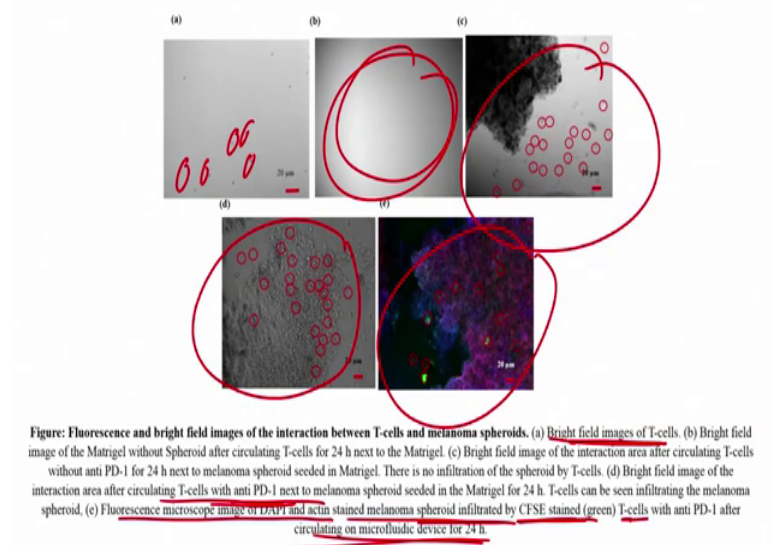 (a)
(b)
(c)
20 μm
20 μm
(d)
20 μm
Figure: Fluorescence and bright field images of the interaction between T-cells and melanoma spheroids. (a) Bright field images of T-cells. (b) Bright field
image of the Matrigel without Spheroid after circulating T-cells for 24 h next to the Matrigel. (c) Bright field image of the interaction area after circulating T-cells
without anti PD-1 for 24 h next to melanoma spheroid seeded in Matrigel. There is no infiltration of the spheroid by T-cells. (d) Bright field image of the
interaction area after circulating T-cells with anti PD-1 next to melanoma spheroid seeded in the Matrigel for 24 h. T-cells can be seen infiltrating the melanoma
spheroid, (e) Fluorescence microscope image of DAPI and actin stained melanoma spheroid infiltrated by CFSE stained (green) T-cells with anti PD-1 after
circulating on microfluidic device for 24 h.